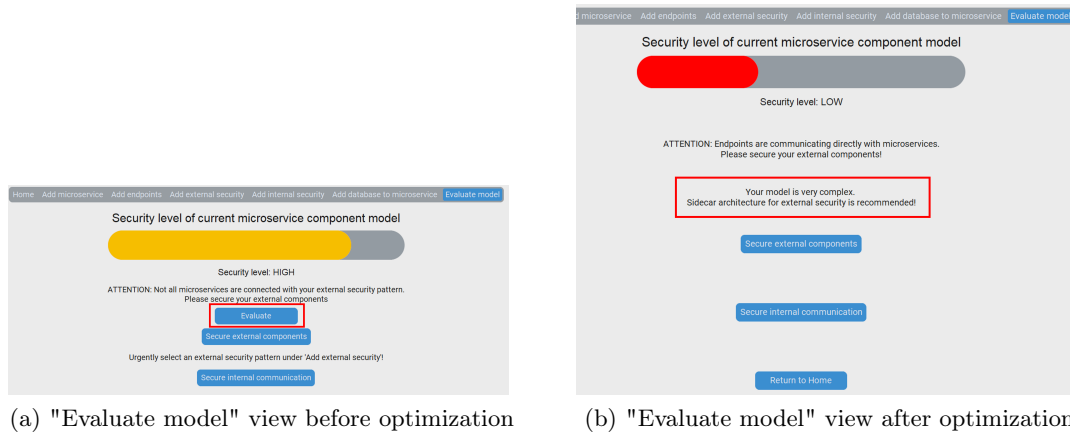 Home Add microservice Add endpoints Add external security Add internal security Add database to microservice Evaluate model
Security level of current microservice component model
Security level: HIGH
ATTENTION: Not all microservices are connected with your external security pattern.
Please secure your external components
Evaluate
Secure external components
Urgently select an external security pattern under 'Add external security'!
Secure internal communication
(a) "Evaluate model" view before optimization
d microservice Add endpoints Add external security Add internal security Add database to microservice Evaluate model
Security level of current microservice component model
Security level: LOW
ATTENTION: Endpoints are communicating directly with microservices.
Please secure your external components!
Your model is very complex.
Sidecar architecture for external security is recommended!
Secure external components
Secure internal communication
Return to Home
(b) "Evaluate model" view after optimization